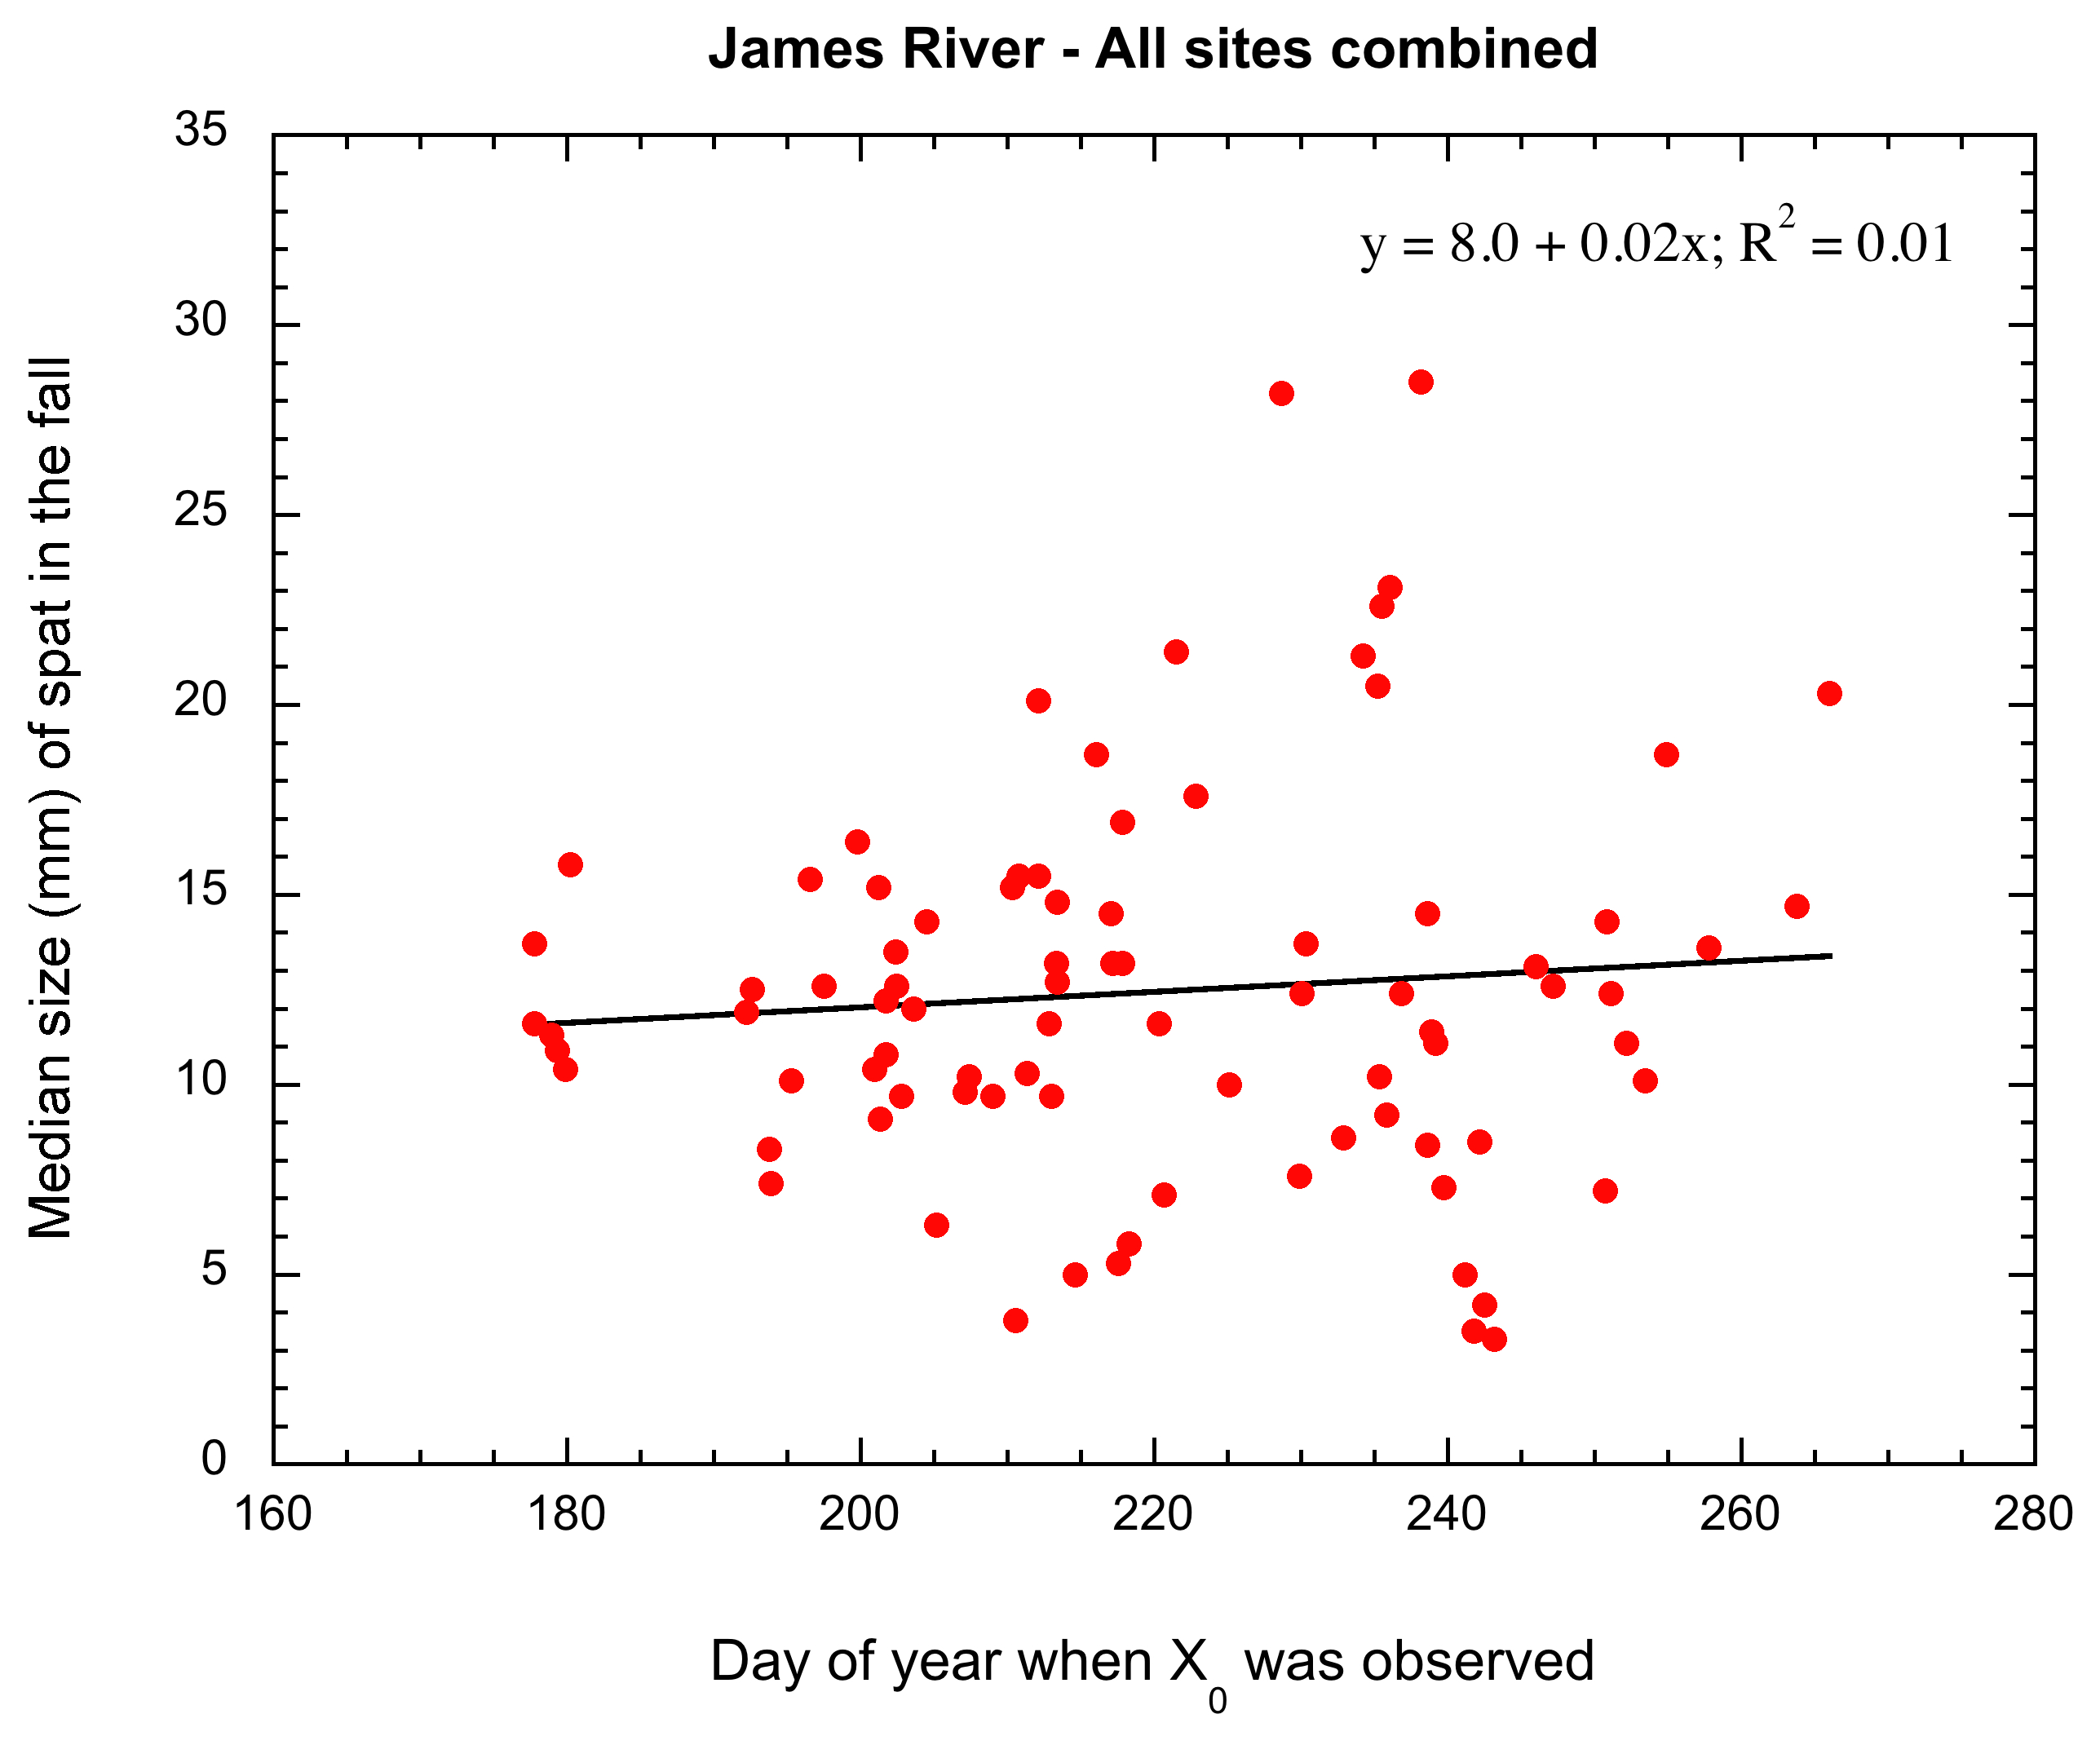 James River - All sites combined
35
y = 8.0 + 0.02x; R² = 0.01
30
25
20
15
10
5
0
Median size (mm) of spat in the fall
160 180 200 220 240 260 280
Day of year when X₀ was observed